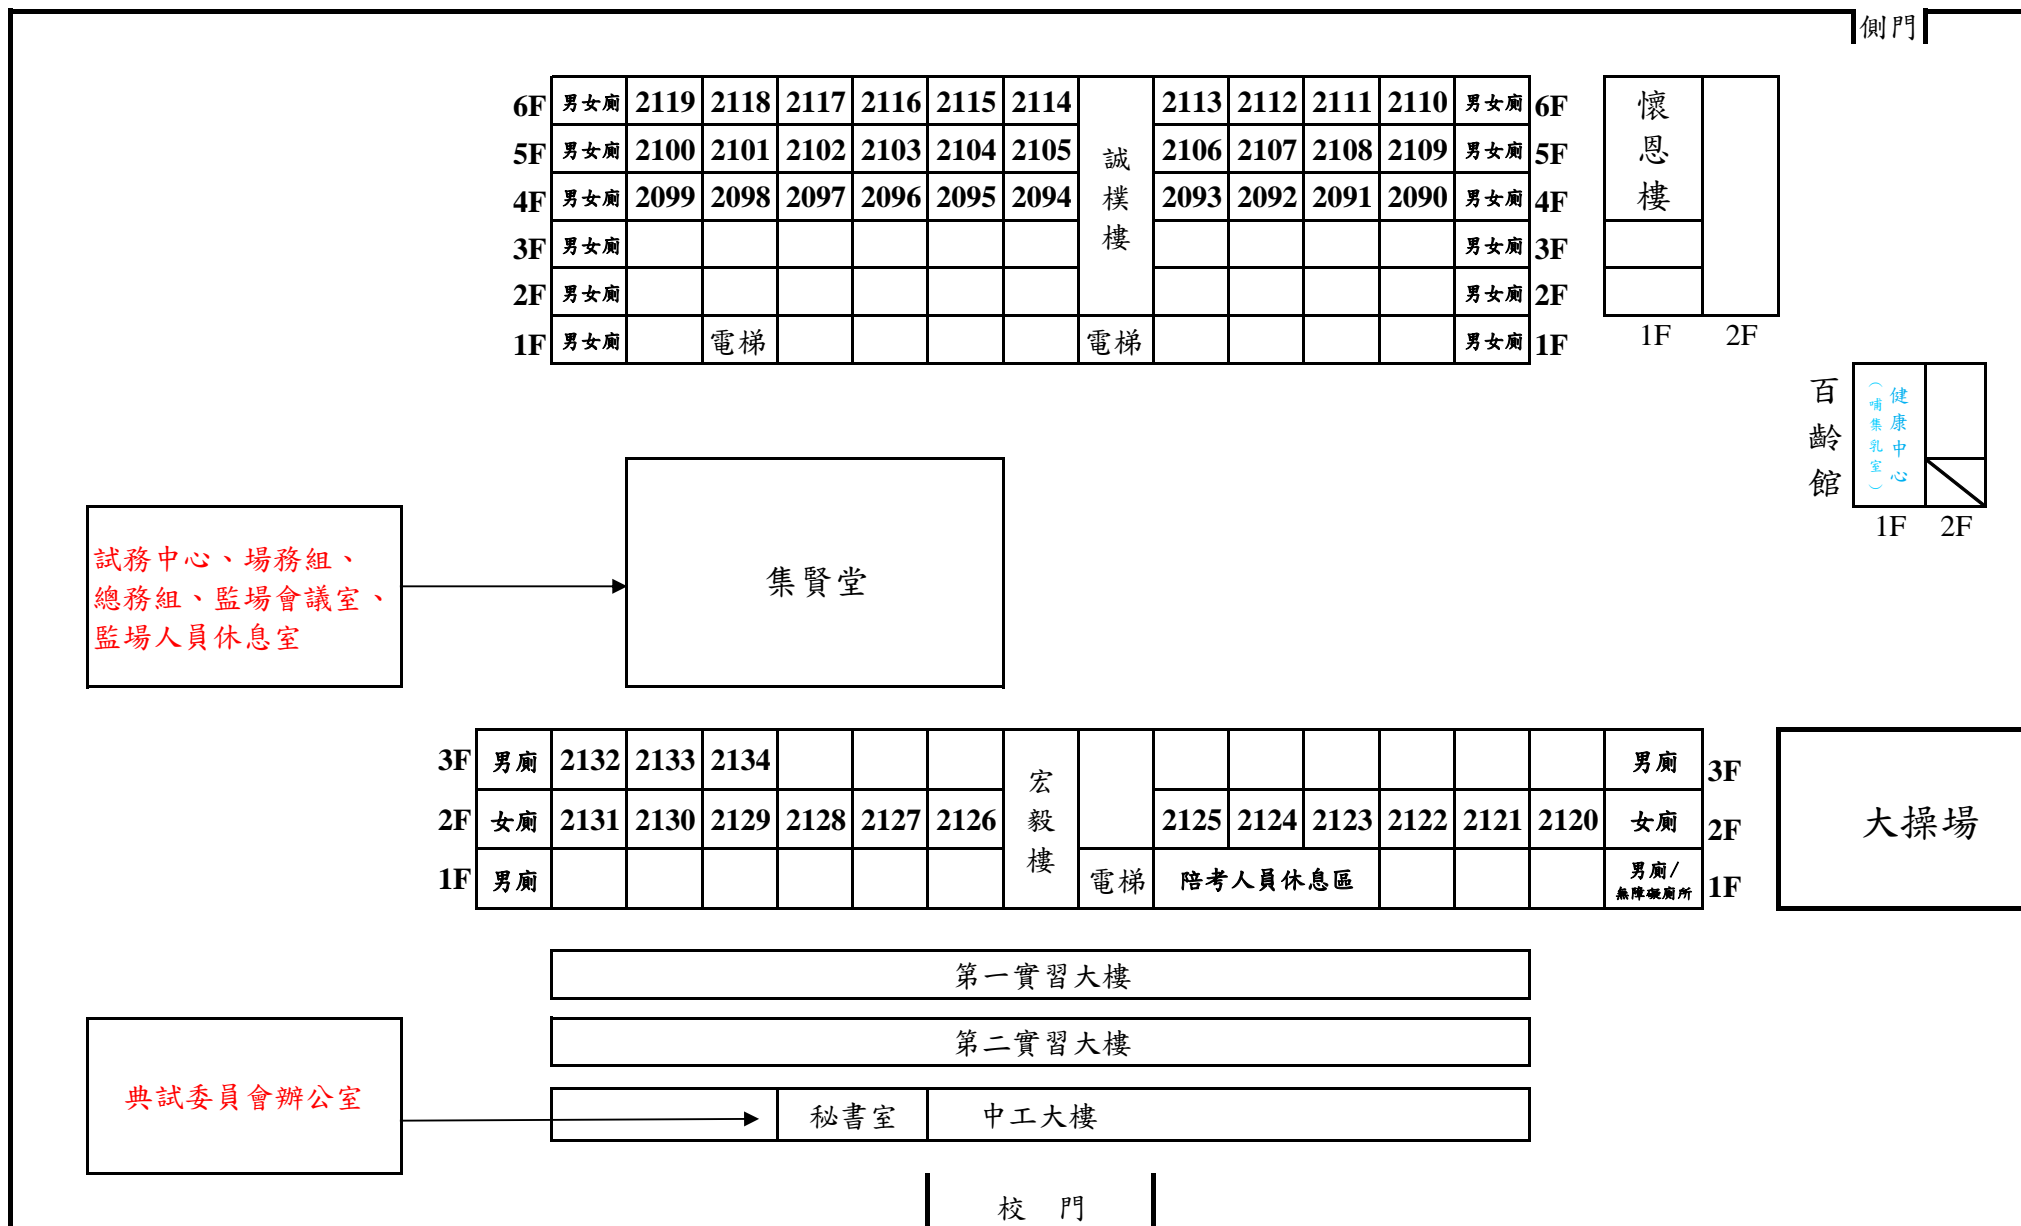 側門
6F 男女廁 2119 2118 2117 2116 2115 2114 2113 2112 2111 2110 男女廁 6F
5F 男女廁 2100 2101 2102 2103 2104 2105 2106 2107 2108 2109 男女廁 5F
4F 男女廁 2099 2098 2097 2096 2095 2094 2093 2092 2091 2090 男女廁 4F
3F 男女廁 男女廁 3F
2F 男女廁 男女廁 2F
1F 男女廁 電梯 電梯 男女廁 1F
誠樸樓
懷恩樓
1F 2F
百齡館
健康中心
（哺集乳室）
1F 2F
試務中心、場務組、
總務組、監場會議室、
監場人員休息室
集賢堂
3F 男廁 2132 2133 2134 男廁 3F
2F 女廁 2131 2130 2129 2128 2127 2126 2125 2124 2123 2122 2121 2120 女廁 2F
1F 男廁 電梯 陪考人員休息區 男廁/ 1F
無障礙廁所
宏毅樓
大操場
第一實習大樓
第二實習大樓
典試委員會辦公室
秘書室 中工大樓
校 門